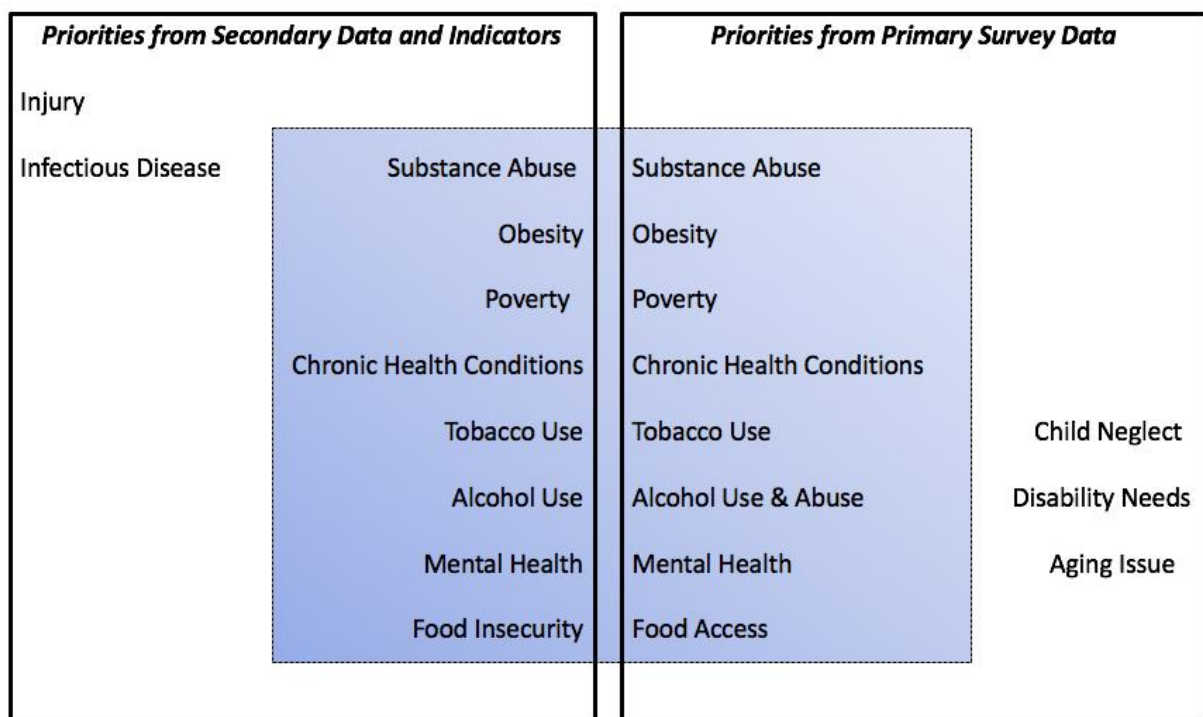 Priorities from Secondary Data and Indicators
Injury
Infectious Disease
Substance Abuse
Obesity
Poverty
Chronic Health Conditions
Tobacco Use
Alcohol Use
Mental Health
Food Insecurity
Priorities from Primary Survey Data
Substance Abuse
Obesity
Poverty
Chronic Health Conditions
Tobacco Use
Alcohol Use & Abuse
Mental Health
Food Access
Child Neglect
Disability Needs
Aging Issue